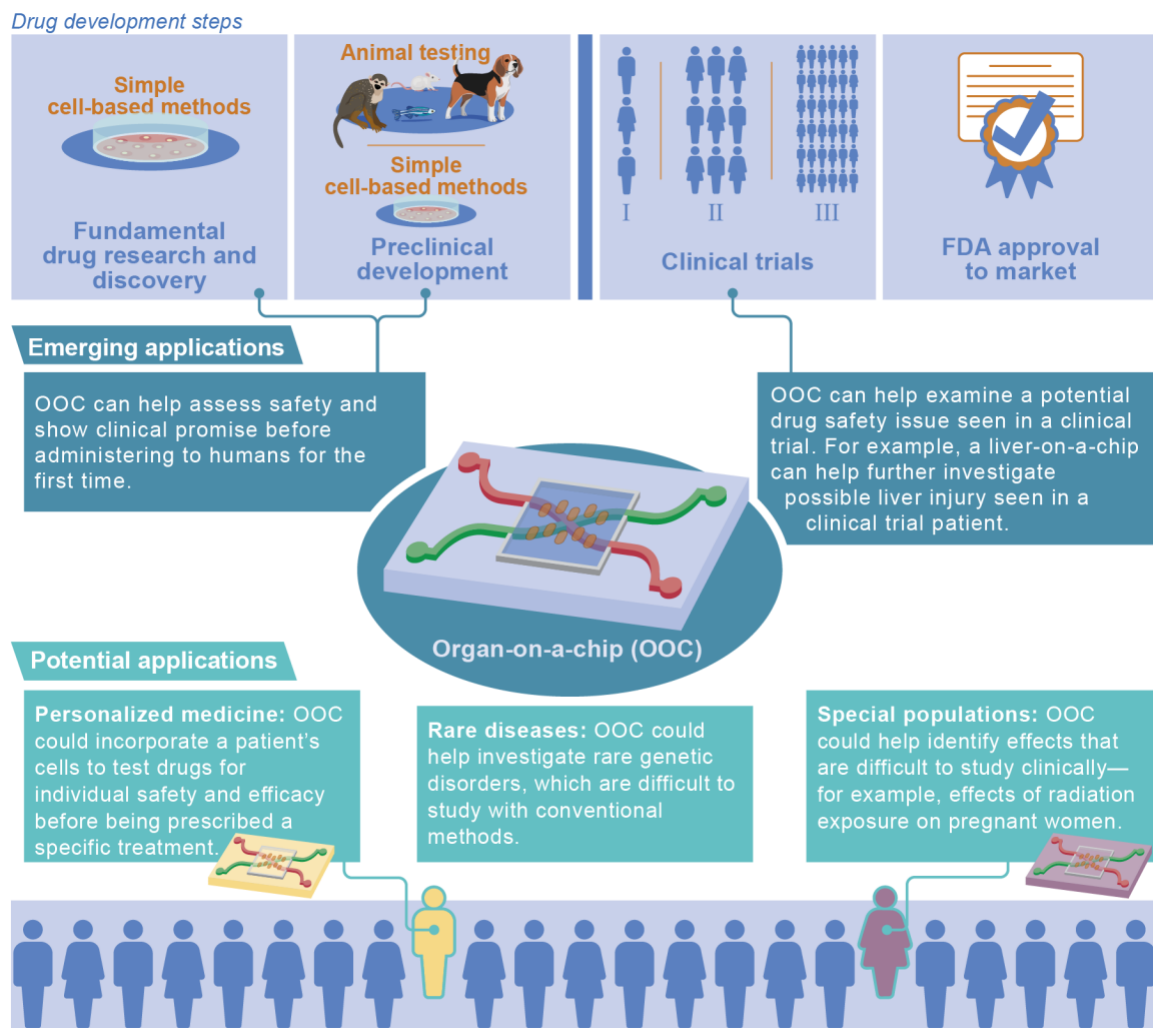 Drug development steps
Simple
cell-based methods
Fundamental
drug research and
discovery
Animal testing
Simple
cell-based methods
Preclinical
development
I
II
III
Clinical trials
FDA approval
to market
Emerging applications
OOC can help assess safety and
show clinical promise before
administering to humans for the
first time.
OOC can help examine a potential
drug safety issue seen in a clinical
trial. For example, a liver-on-a-chip
can help further investigate
possible liver injury seen in a
clinical trial patient.
Organ-on-a-chip (OOC)
Potential applications
Personalized medicine: OOC
could incorporate a patient’s
cells to test drugs for
individual safety and efficacy
before being prescribed a
specific treatment.
Rare diseases: OOC could
help investigate rare genetic
disorders, which are difficult to
study with conventional
methods.
Special populations: OOC
could help identify effects that
are difficult to study clinically—
for example, effects of radiation
exposure on pregnant women.